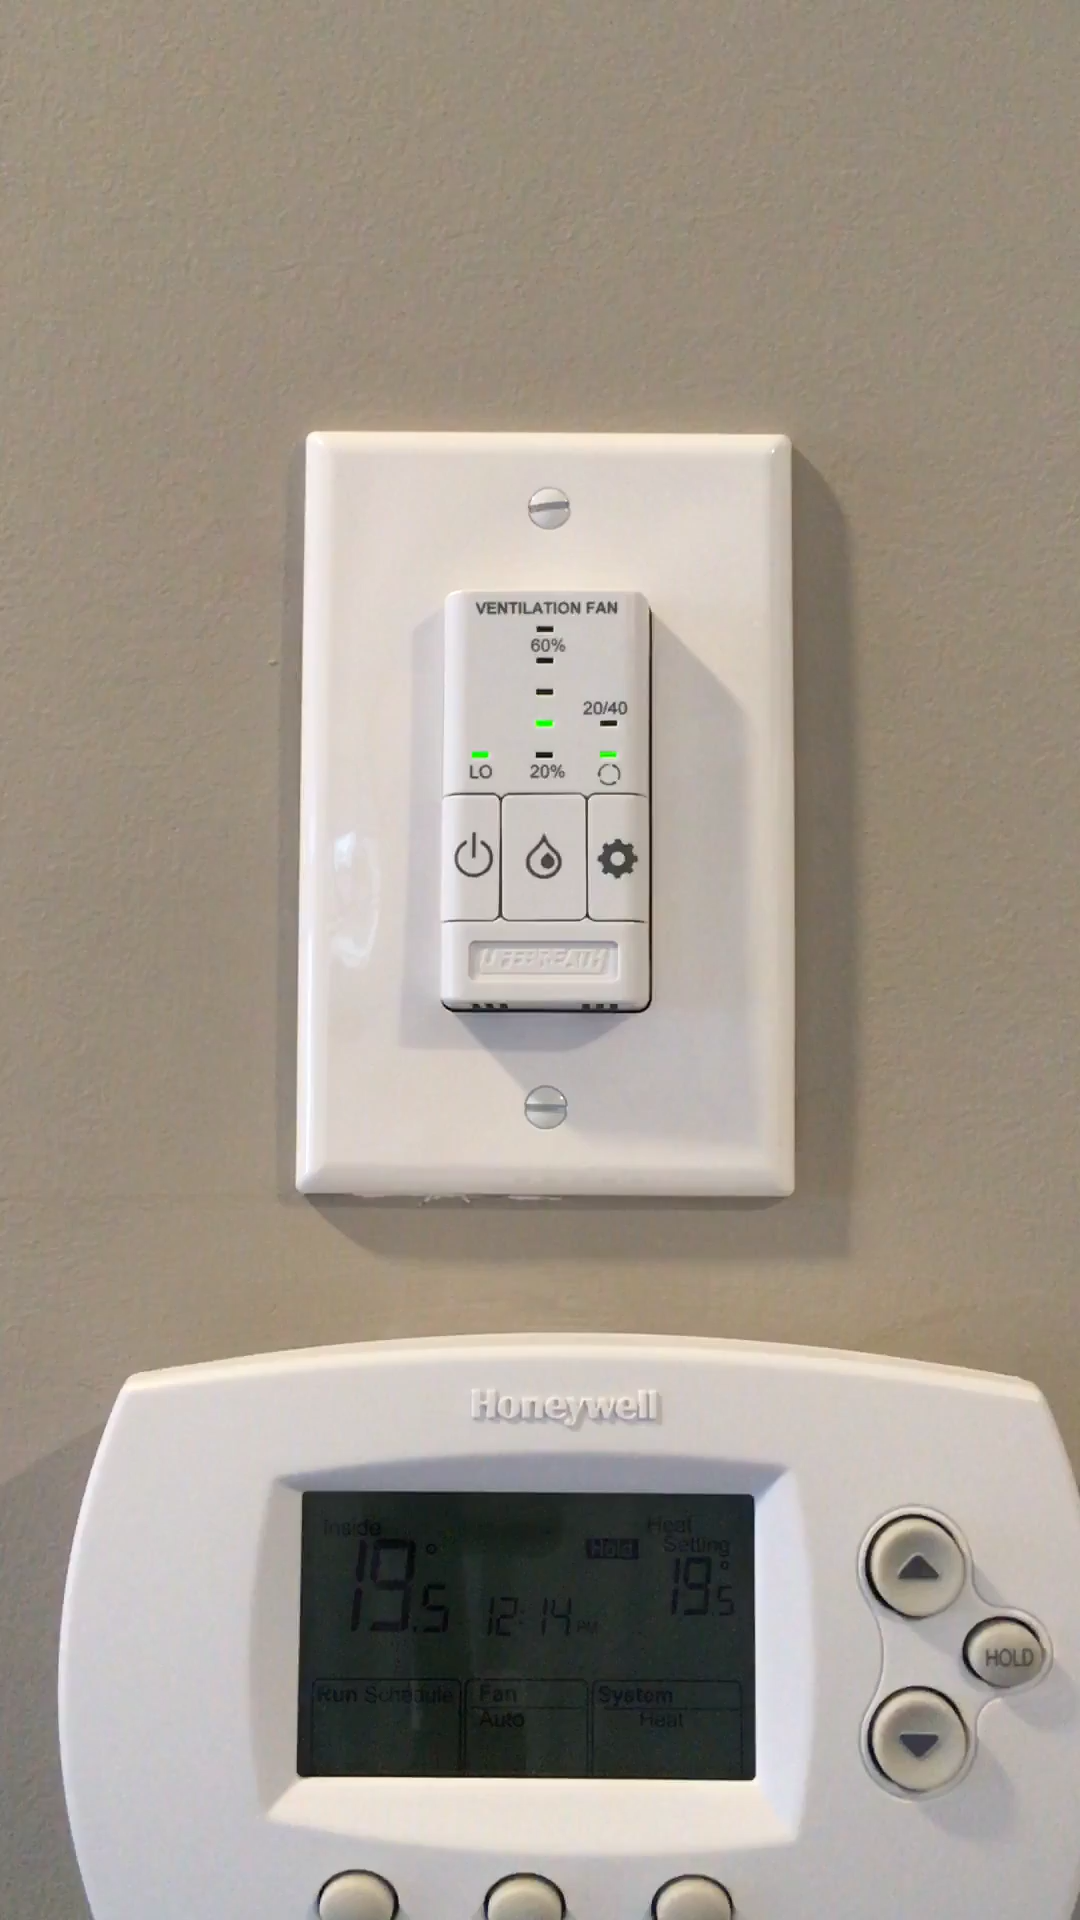 VENTILATION FAN
60%
20/40
LO
20%
LIFEBREATH
Honeywell
Inside
Heat
Setting
Hold
19.5°
12:14 PM
19.5°
Run Schedule
Fan
System
Auto
Heat
HOLD